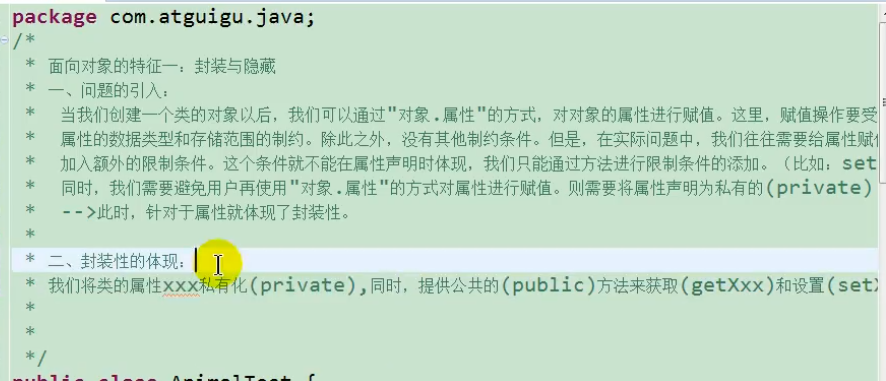 package com.atguigu.java;
/*
* 面向对象的特征一：封装与隐藏
* 一、问题的引入：
* 当我们创建一个类的对象以后，我们可以通过"对象.属性"的方式，对对象的属性进行赋值。这里，赋值操作要受
* 属性的数据类型和存储范围的制约。除此之外，没有其他制约条件。但是，在实际问题中，我们往往需要给属性赋值
* 加入额外的限制条件。这个条件就不能在属性声明时体现，我们只能通过方法进行限制条件的添加。（比如：set
* 同时，我们需要避免用户再使用"对象.属性"的方式对属性进行赋值。则需要将属性声明为私有的(private)
* -->此时，针对于属性就体现了封装性。
*
* 二、封装性的体现：
* 我们将类的属性xxx私有化(private),同时，提供公共的(public)方法来获取(getXxx)和设置(setX
*
*
*/
public class AnimalTest {